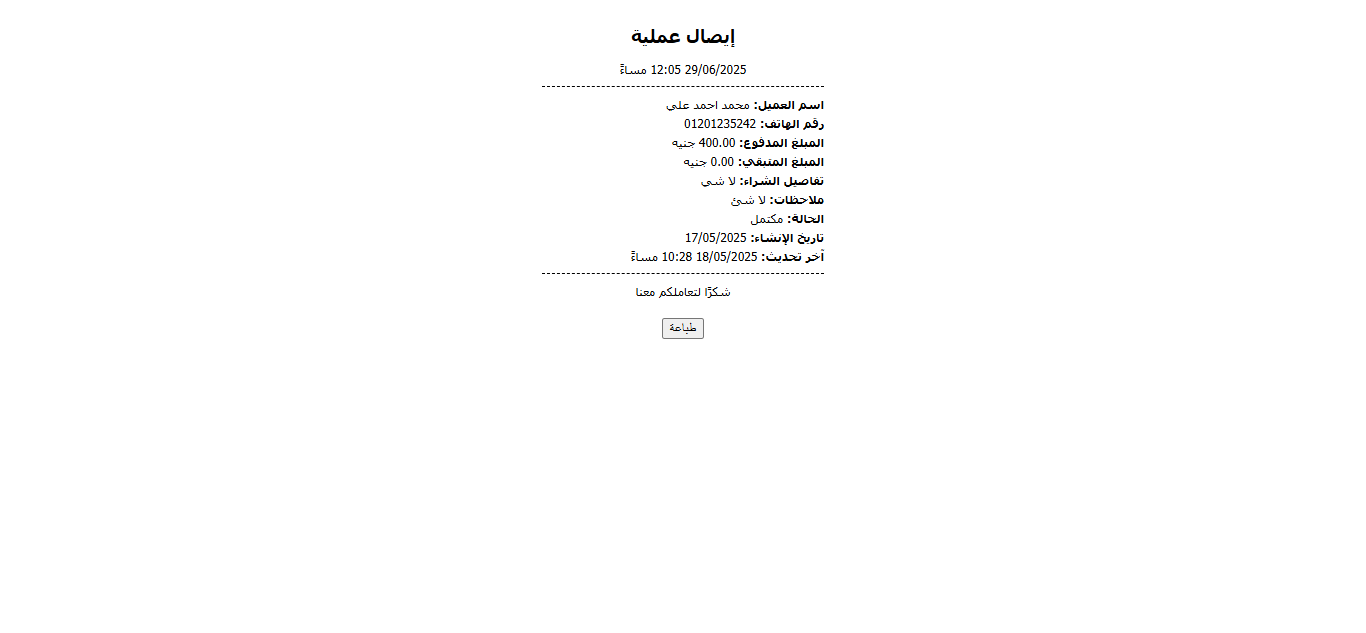 إيصال عملية
29/06/2025 12:05 مساءً
اسم العميل: محمد احمد علي
رقم الهاتف: 01201235242
المبلغ المدفوع: 400.00 جنيه
المبلغ المتبقي: 0.00 جنيه
تفاصيل الشراء: لا شي
ملاحظات: لا شئ
الحالة: مكتمل
تاريخ الإنشاء: 17/05/2025
آخر تحديث: 18/05/2025 10:28 مساءً
شكرًا لتعاملكم معنا
طباعة